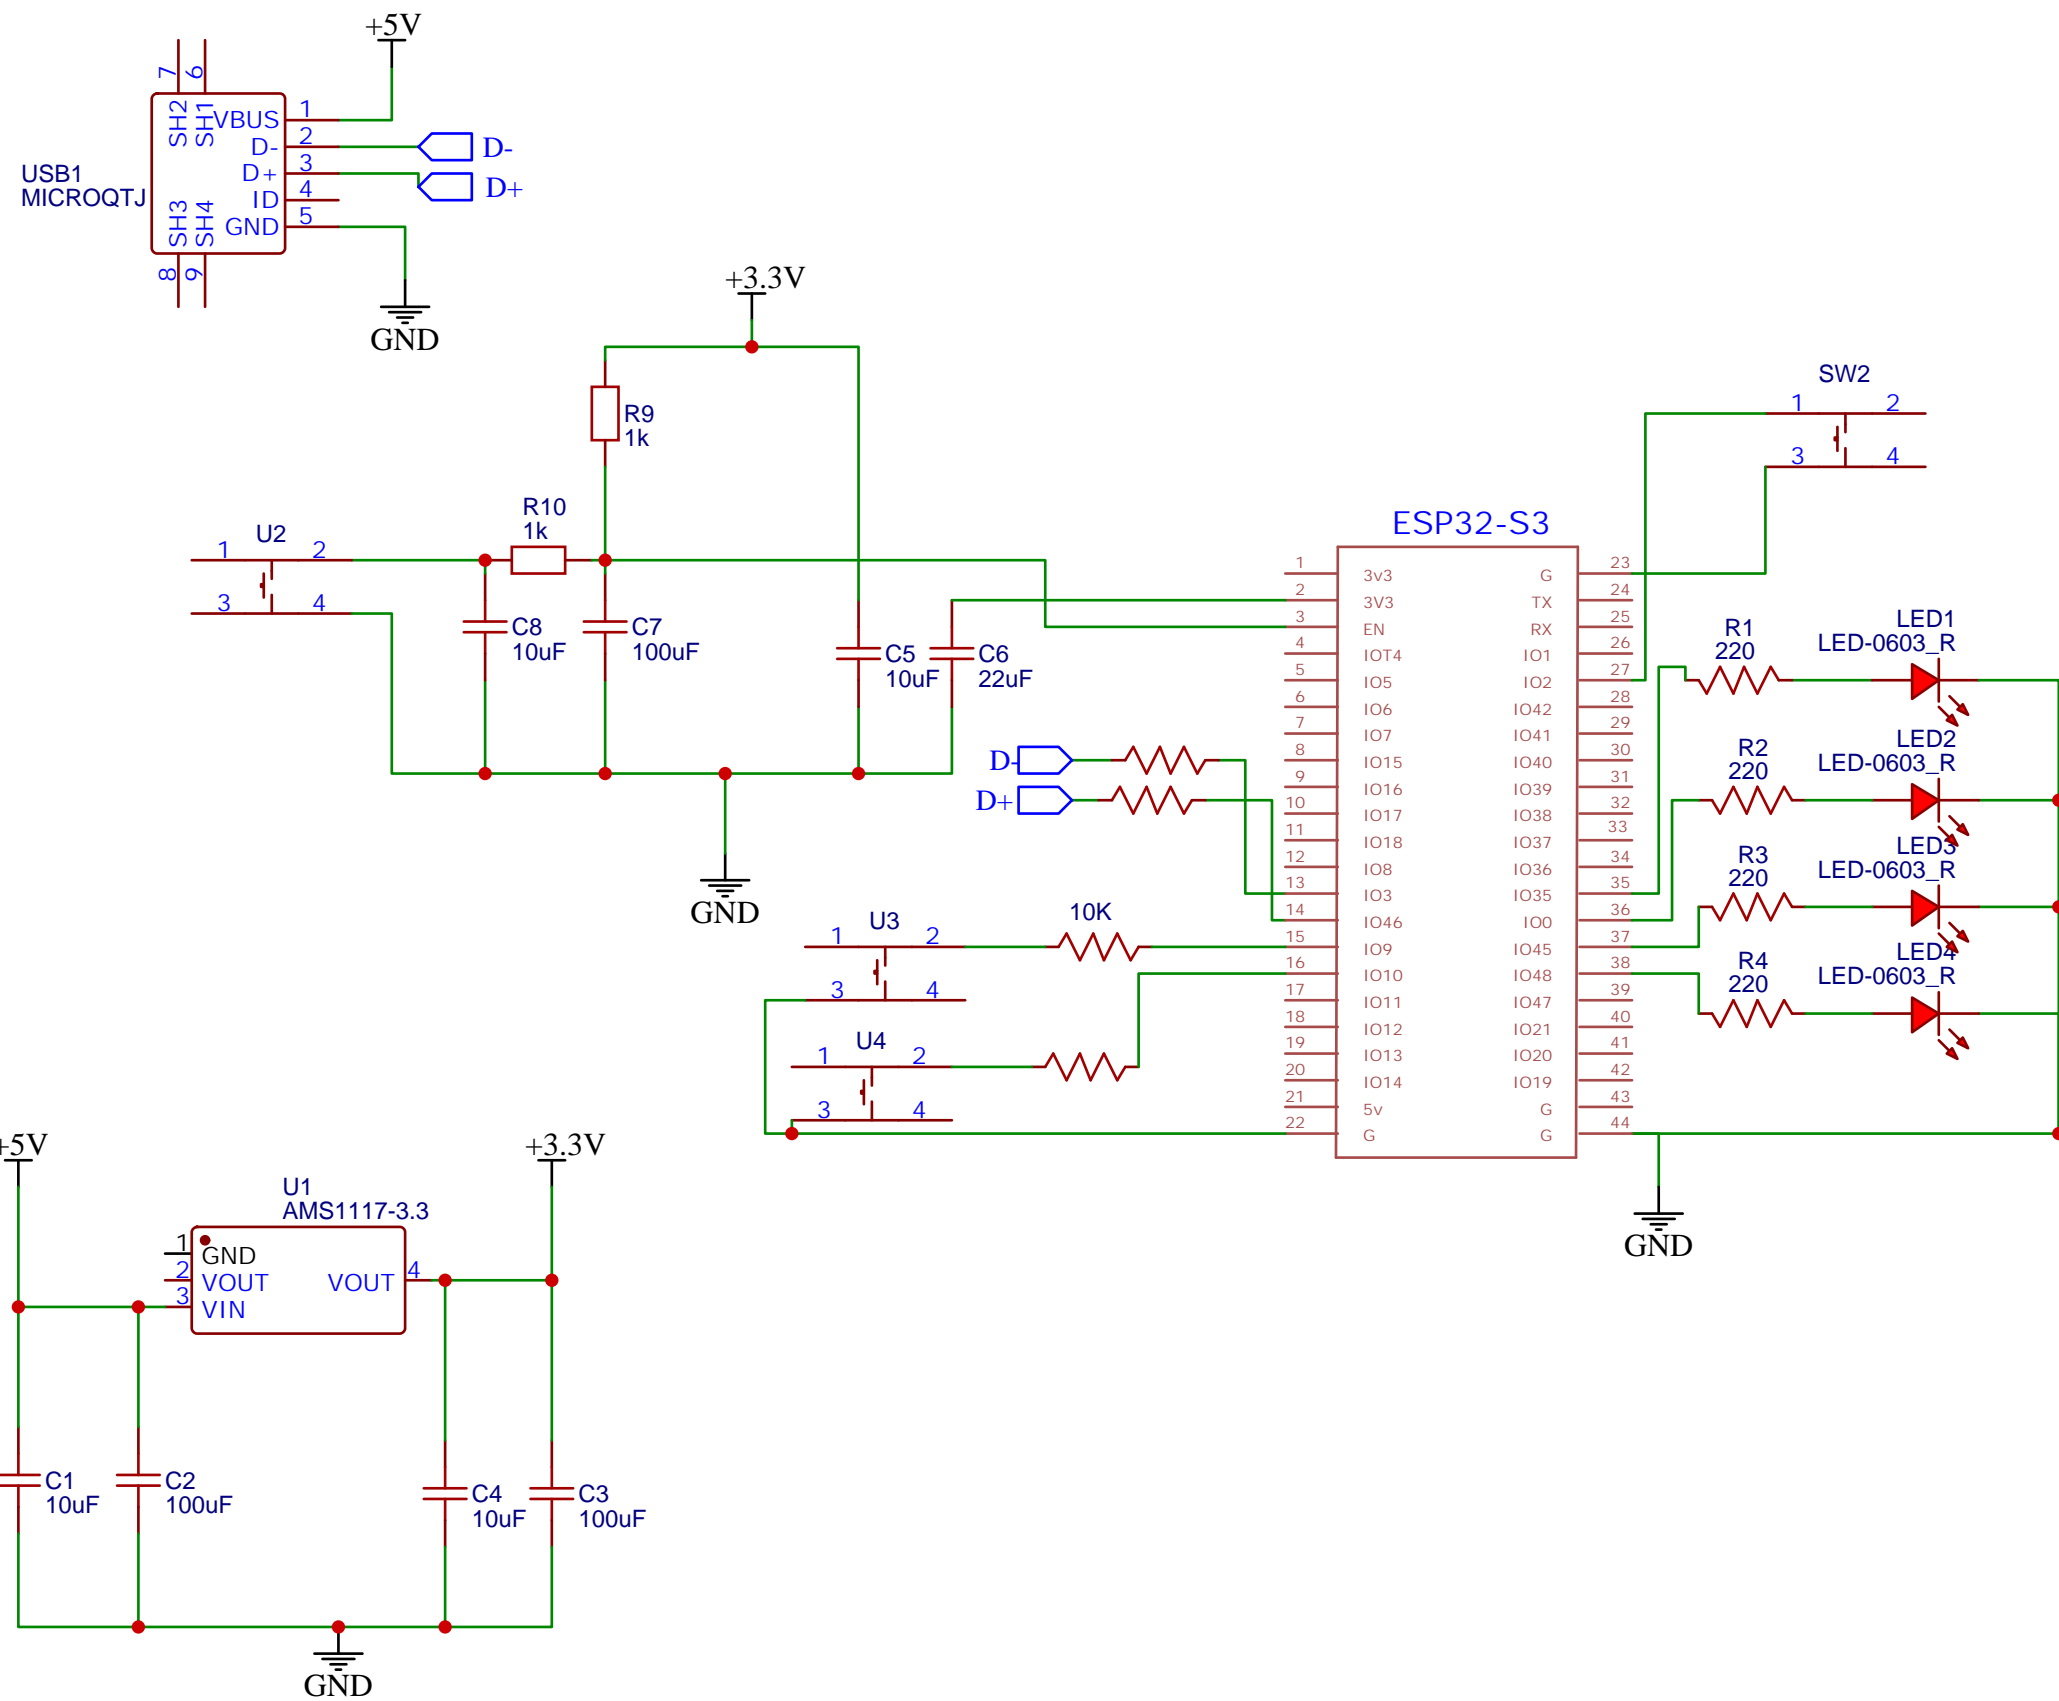 +5V
7
6
SH2
SH1
VBUS
1
D-
2
D-
D+
3
D+
ID
4
GND
5
USB1
MICROQTJ
SH3
SH4
8
9
GND
+3.3V
R9
1k
R10
1k
U2
1
2
3
4
C8
10uF
C7
100uF
C5
10uF
C6
22uF
GND
SW2
1
2
3
4
ESP32-S3
1
3v3
G
23
2
3V3
TX
24
3
EN
RX
25
4
IOT4
IO1
26
5
IO5
IO2
27
6
IO6
IO42
28
7
IO7
IO41
29
8
IO15
IO40
30
9
IO16
IO39
31
10
IO17
IO38
32
11
IO18
IO37
33
12
IO8
IO36
34
13
IO3
IO35
35
14
IO46
IO0
36
15
IO9
IO45
37
16
IO10
IO48
38
17
IO11
IO47
39
18
IO12
IO21
40
19
IO13
IO20
41
20
IO14
IO19
42
21
5v
G
43
22
G
G
44
D-
D+
U3
1
2
3
4
10K
U4
1
2
3
4
R1
220
LED1
LED-0603_R
R2
220
LED2
LED-0603_R
R3
220
LED3
LED-0603_R
R4
220
LED4
LED-0603_R
GND
+5V
+3.3V
U1
AMS1117-3.3
1
GND
2
VOUT
VOUT
4
3
VIN
C1
10uF
C2
100uF
C4
10uF
C3
100uF
GND